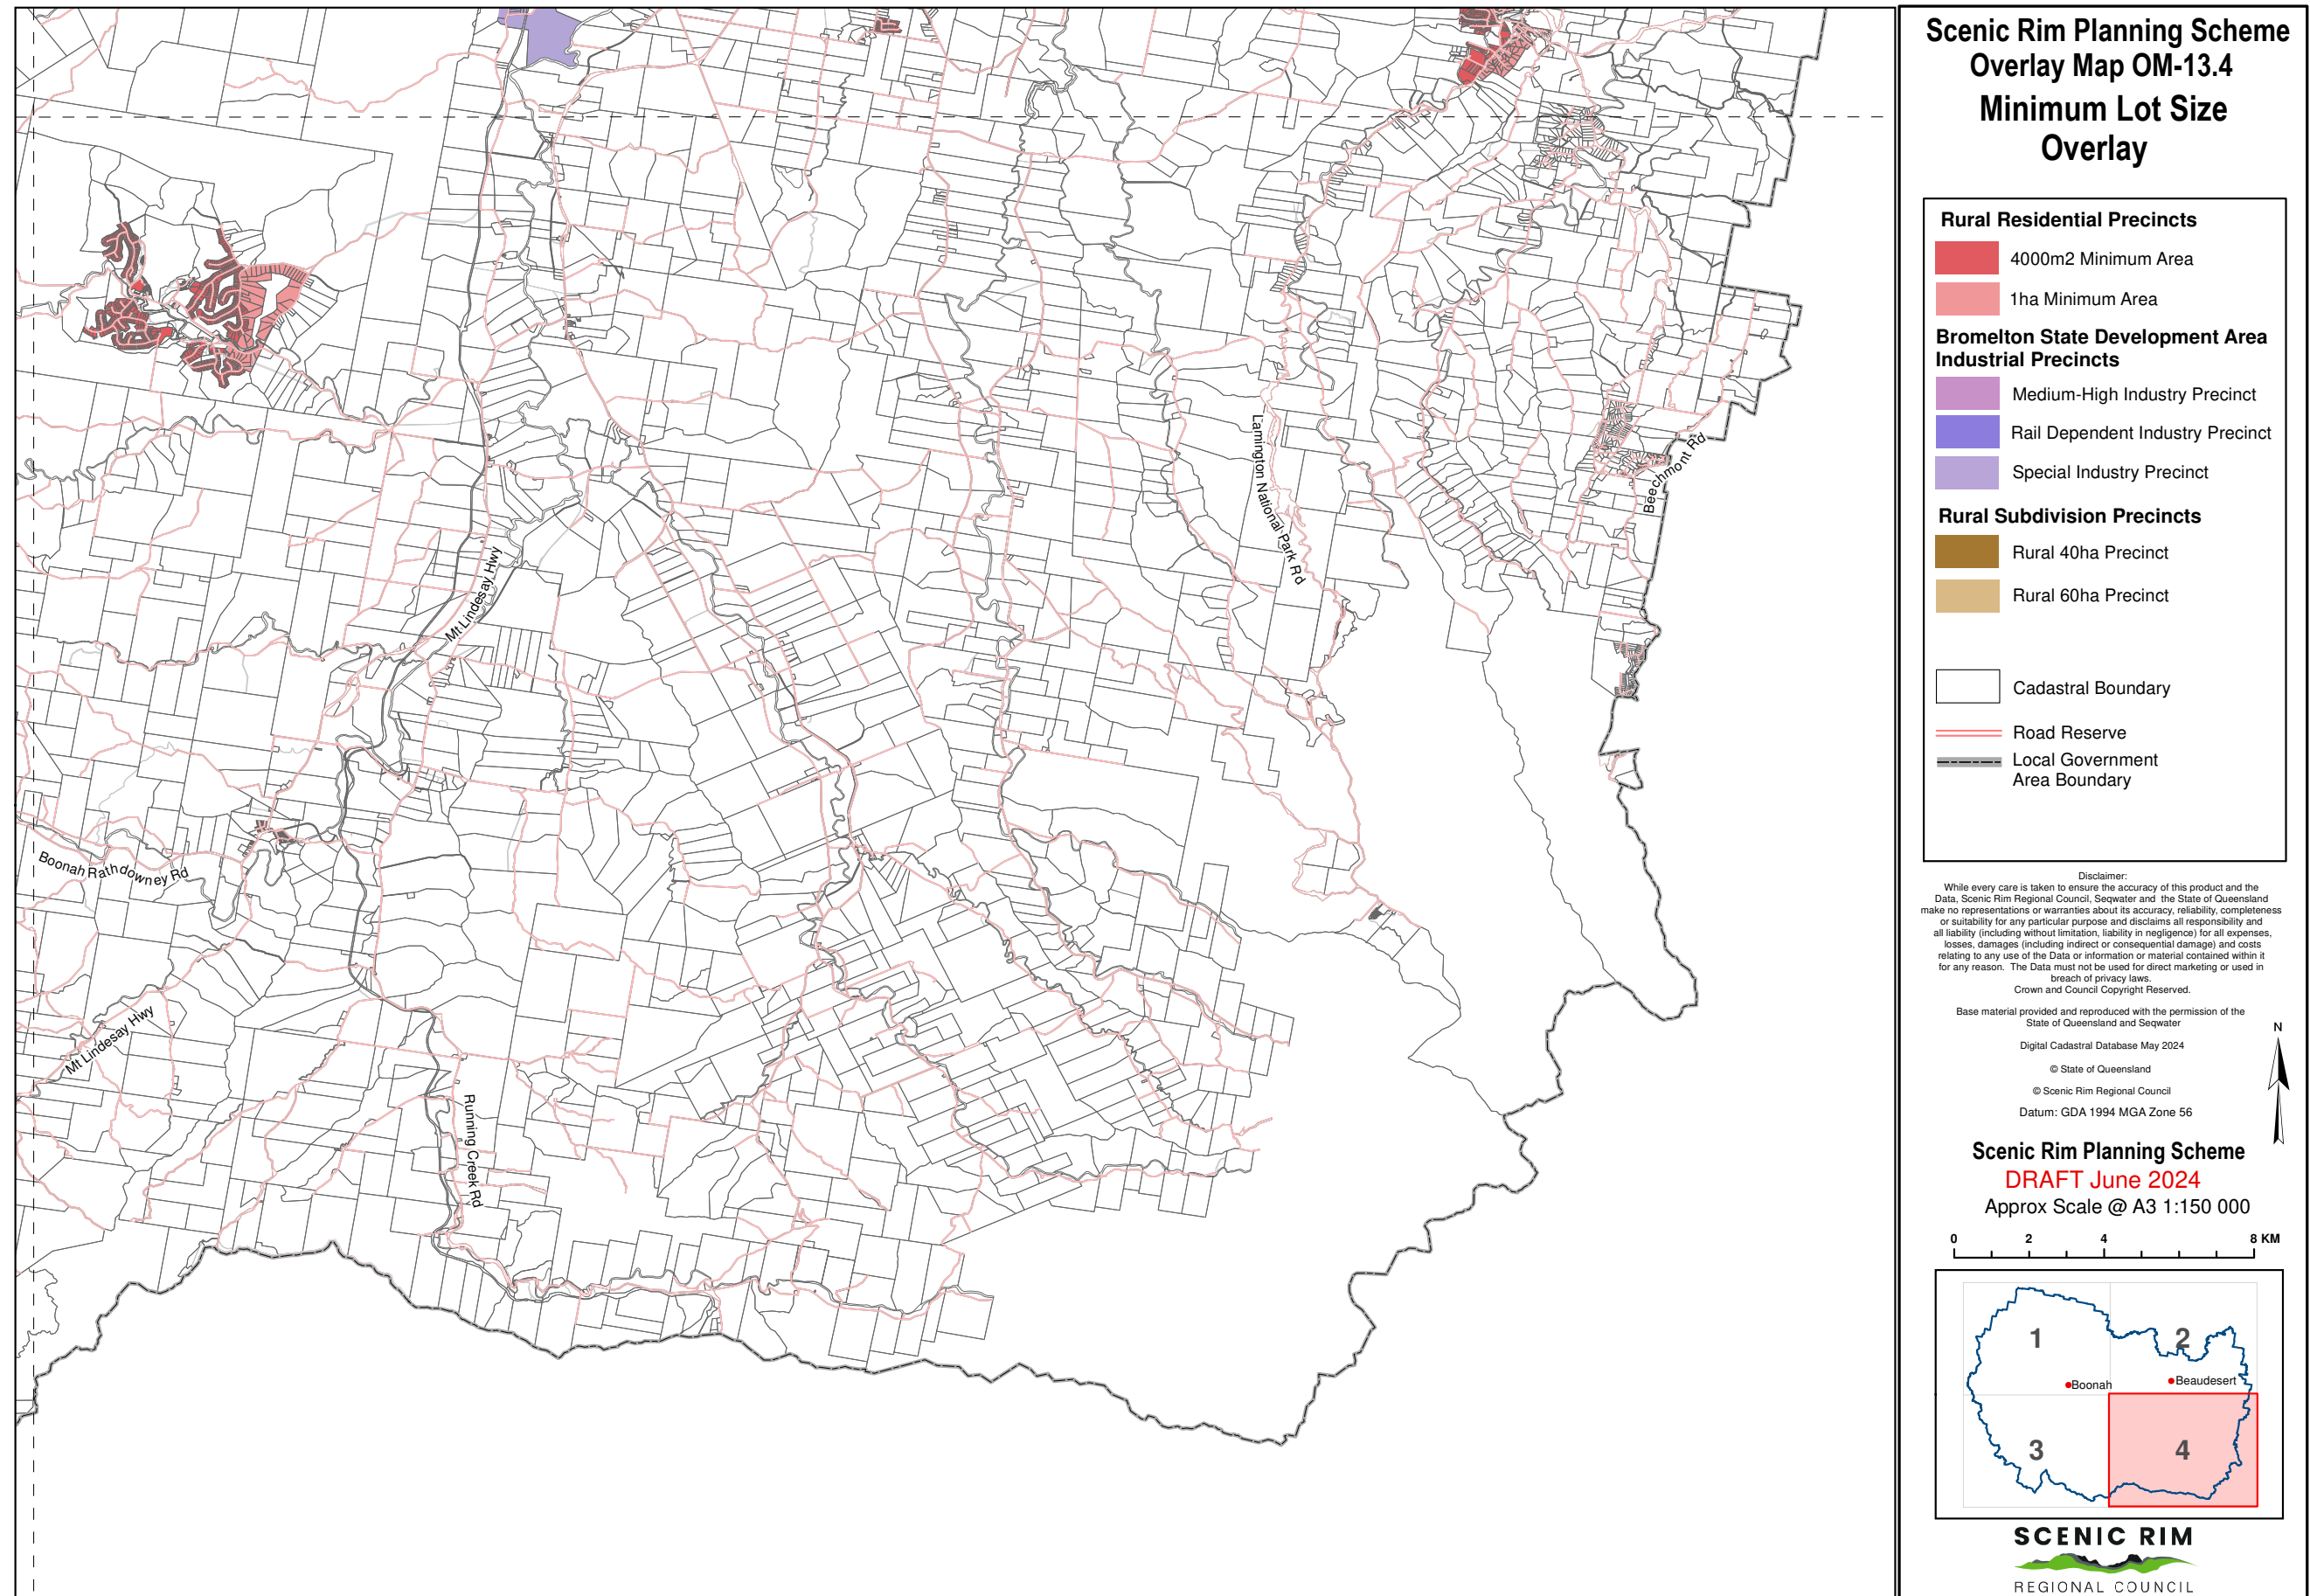 Scenic Rim Planning Scheme
Overlay Map OM-13.4
Minimum Lot Size
Overlay
Rural Residential Precincts
4000m2 Minimum Area
1ha Minimum Area
Bromelton State Development Area
Industrial Precincts
Medium-High Industry Precinct
Rail Dependent Industry Precinct
Special Industry Precinct
Rural Subdivision Precincts
Rural 40ha Precinct
Rural 60ha Precinct
Cadastral Boundary
Road Reserve
Local Government
Area Boundary
Disclaimer:
While every care is taken to ensure the accuracy of this product and the
Data, Scenic Rim Regional Council, Seqwater and the State of Queensland
make no representations or warranties about its accuracy, reliability, completeness
or suitability for any particular purpose and disclaims all responsibility and
all liability (including without limitation, liability in negligence) for all expenses,
losses, damages (including indirect or consequential damage) and costs
relating to any use of the Data or information or material contained within it
for any reason. The Data must not be used for direct marketing or used in
breach of privacy laws.
Crown and Council Copyright Reserved.
Base material provided and reproduced with the permission of the
State of Queensland and Seqwater
Digital Cadastral Database May 2024
© State of Queensland
© Scenic Rim Regional Council
Datum: GDA 1994 MGA Zone 56
N
Scenic Rim Planning Scheme
DRAFT June 2024
Approx Scale @ A3 1:150 000
0 2 4 8 KM
1
2
Boonah
Beaudesert
3
4
SCENIC RIM
REGIONAL COUNCIL
Lamington National Park Rd
Beechmont Rd
Mt Lindesay Hwy
Boonah Rathdowney Rd
Mt Lindesay Hwy
Running Creek Rd